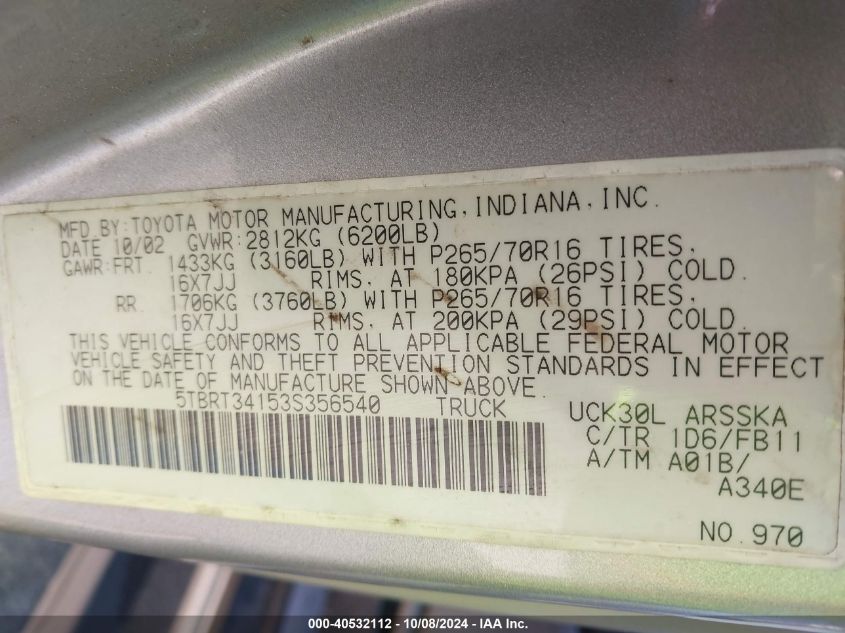 MFD.BY:TOYOTA MOTOR MANUFACTURING,INDIANA,INC.
DATE 10/02 GVWR:2812KG (6200LB)
GAWR:FRT. 1433KG (3160LB) WITH P265/70R16 TIRES,
16X7JJ RIMS, AT 180KPA (26PSI) COLD.
RR. 1706KG (3760LB) WITH P265/70R16 TIRES,
16X7JJ RIMS, AT 200KPA (29PSI) COLD.
THIS VEHICLE CONFORMS TO ALL APPLICABLE FEDERAL MOTOR
VEHICLE SAFETY AND THEFT PREVENTION STANDARDS IN EFFECT
ON THE DATE OF MANUFACTURE SHOWN ABOVE.
5TBRT34153S356540 TRUCK UCK30L ARSSKA
C/TR 1D6/FB11
A/TM A01B/
A340E
NO.970
000-40532112 - 10/08/2024 - IAA Inc.